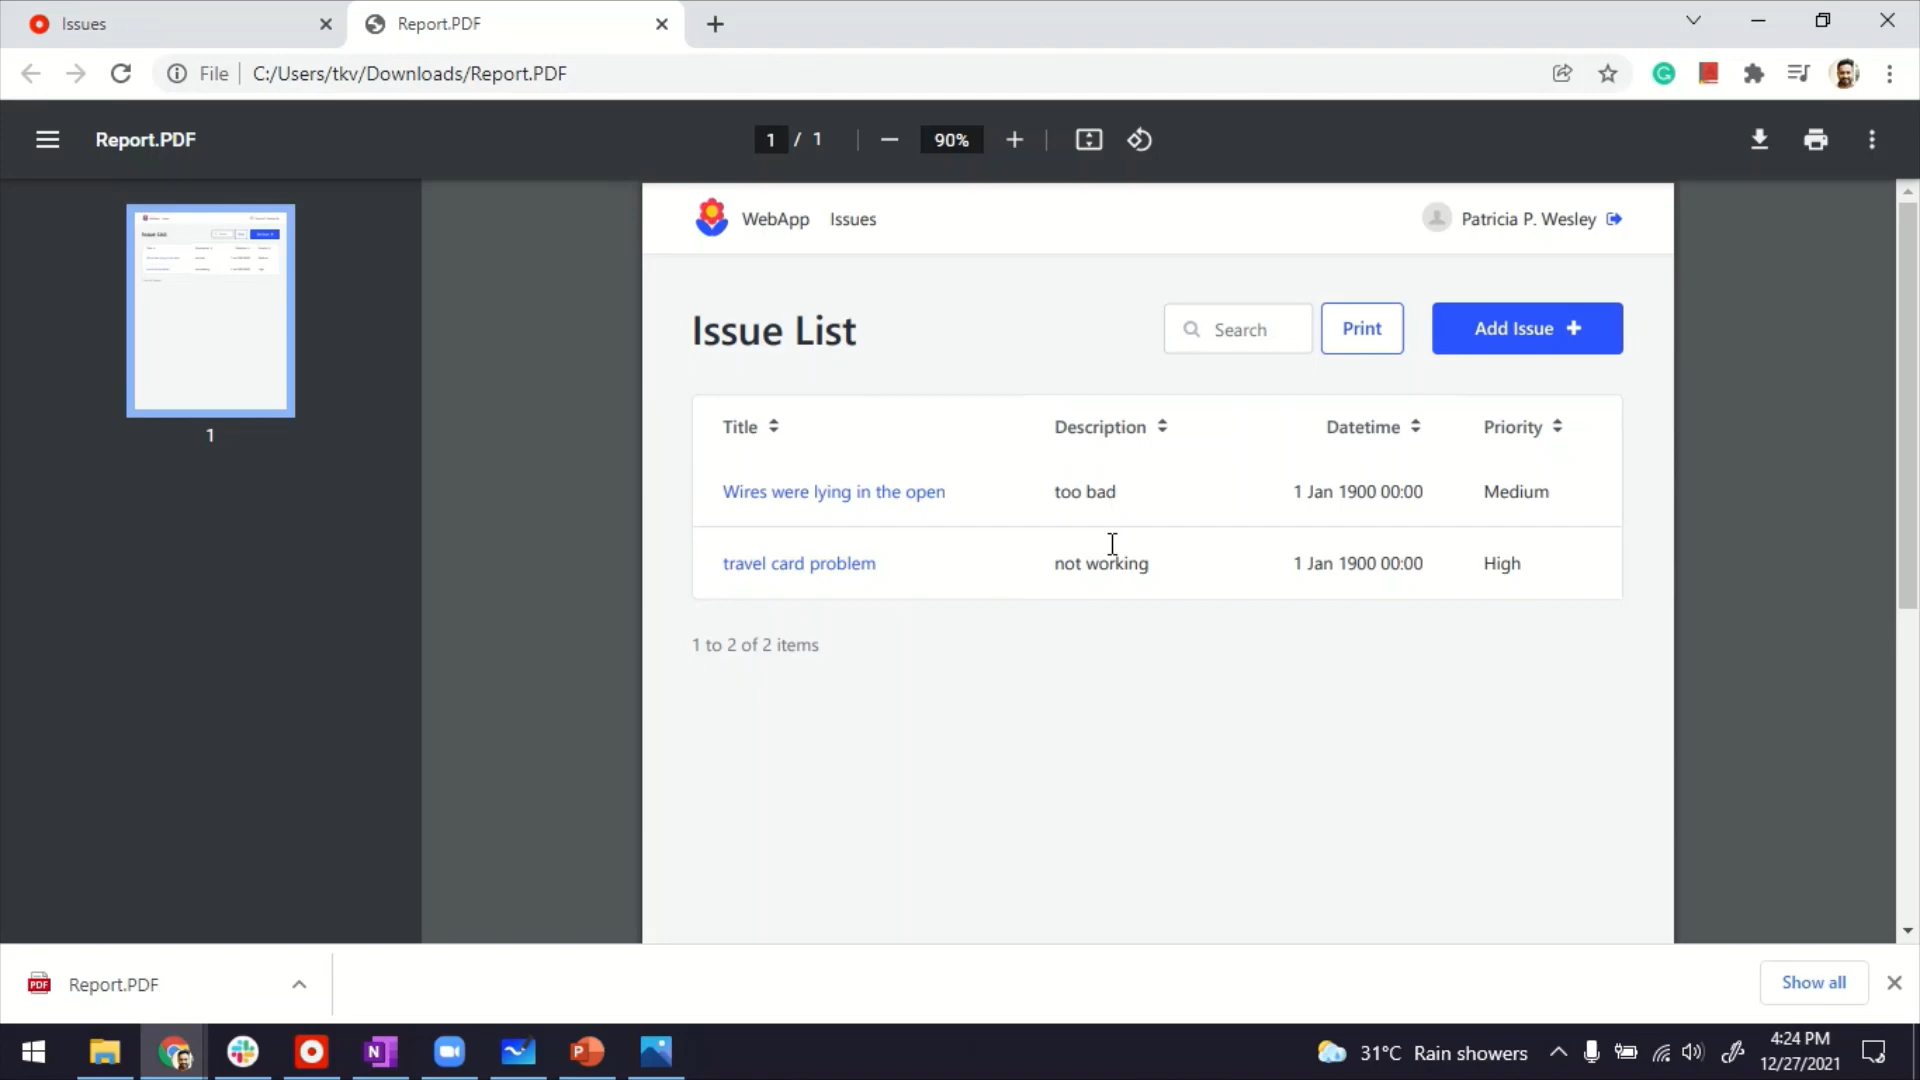 Issues
Report.PDF
File
C:/Users/tkv/Downloads/Report.PDF
Report.PDF
1 / 1
90%
1
WebApp Issues
Patricia P. Wesley
Issue List
Search
Print
Add Issue
Title Description Datetime Priority
Wires were lying in the open too bad 1 Jan 1900 00:00 Medium
travel card problem not working 1 Jan 1900 00:00 High
1 to 2 of 2 items
PDF
Report.PDF
Show all
31°C Rain showers
4:24 PM
12/27/2021